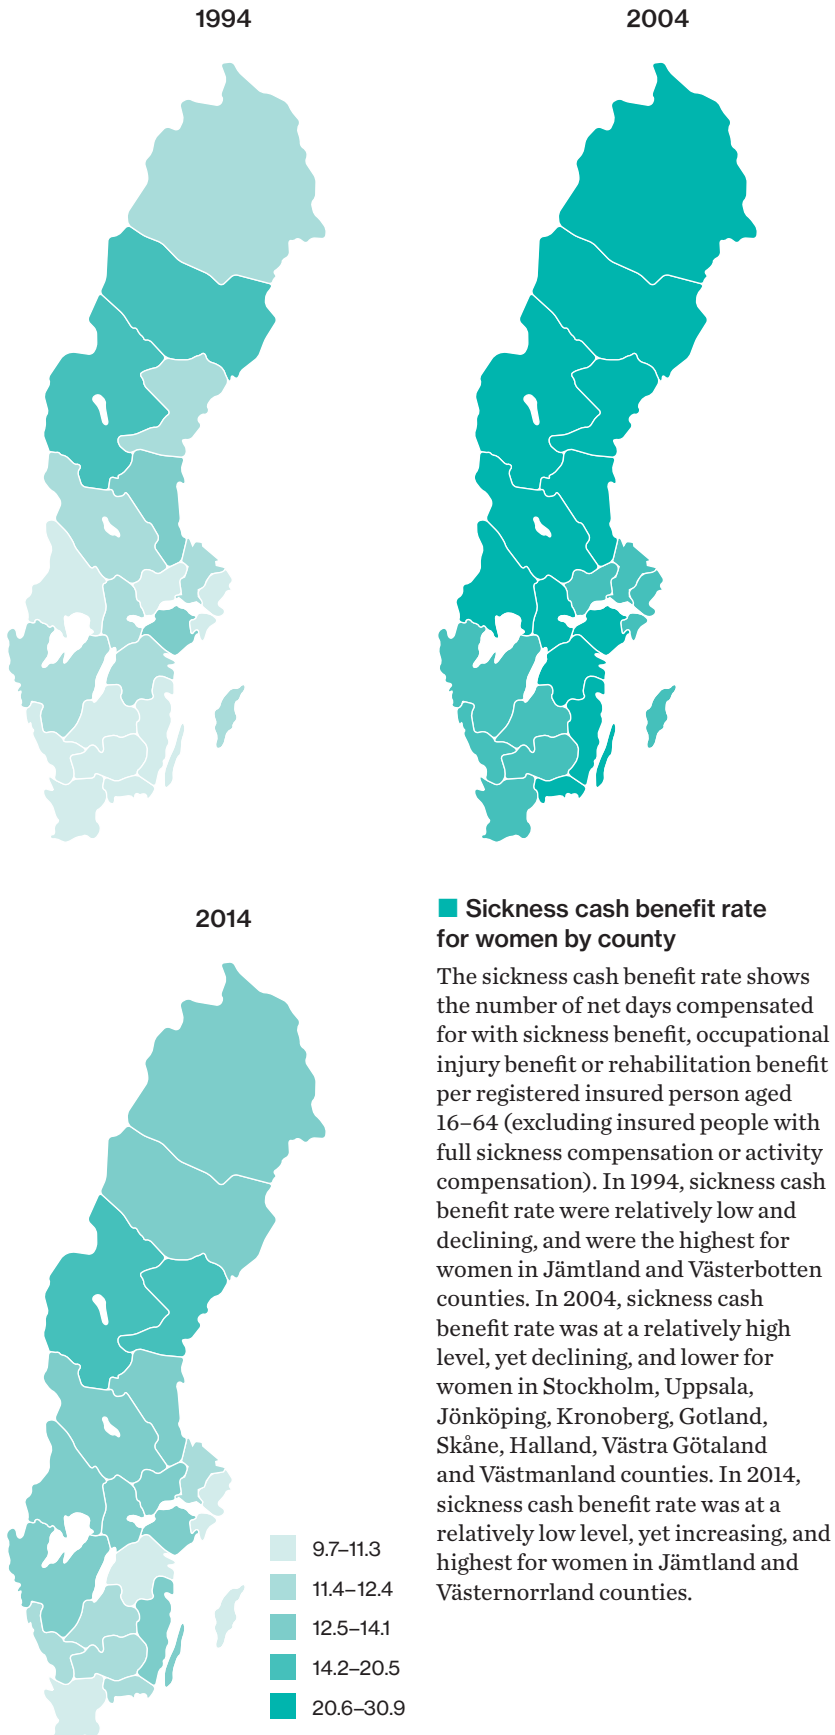 1994
2004
2014
Sickness cash benefit rate
for women by county
The sickness cash benefit rate shows
the number of net days compensated
for with sickness benefit, occupational
injury benefit or rehabilitation benefit
per registered insured person aged
16–64 (excluding insured people with
full sickness compensation or activity
compensation). In 1994, sickness cash
benefit rate were relatively low and
declining, and were the highest for
women in Jämtland and Västerbotten
counties. In 2004, sickness cash
benefit rate was at a relatively high
level, yet declining, and lower for
women in Stockholm, Uppsala,
Jönköping, Kronoberg, Gotland,
Skåne, Halland, Västra Götaland
and Västmanland counties. In 2014,
sickness cash benefit rate was at a
relatively low level, yet increasing, and
highest for women in Jämtland and
Västernorrland counties.
9.7–11.3
11.4–12.4
12.5–14.1
14.2–20.5
20.6–30.9